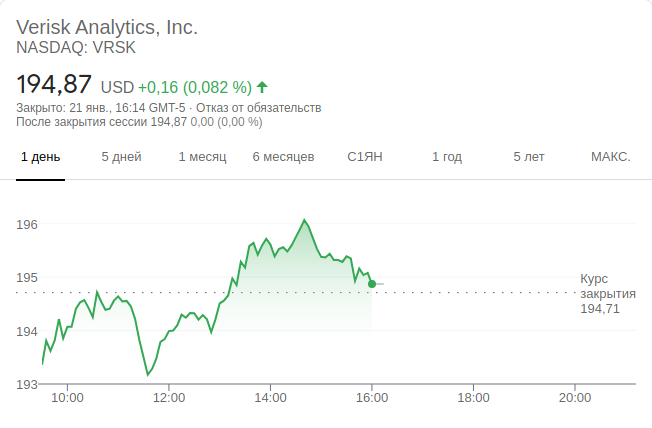 Verisk Analytics, Inc.
NASDAQ: VRSK
194,87 USD +0,16 (0,082 %)
Закрыто: 21 янв., 16:14 GMT-5 · Отказ от обязательств
После закрытия сессии 194,87 0,00 (0,00 %)
1 день 5 дней 1 месяц 6 месяцев С1ЯН 1 год 5 лет МАКС.
196
195
194
193
Курс
закрытия
194,71
10:00 12:00 14:00 16:00 18:00 20:00